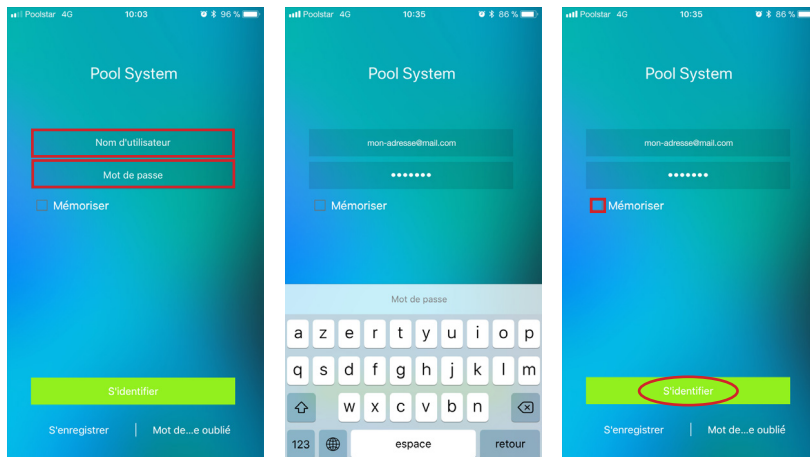 Poolstar 4G 10:03 96 %
Pool System
Nom d'utilisateur
Mot de passe
Mémoriser
S'identifier
S'enregistrer Mot de...e oublié
Poolstar 4G 10:35 86 %
Pool System
mon-adresse@mail.com
•••••••
Mémoriser
Mot de passe
a z e r t y u i o p
q s d f g h j k l m
w x c v b n
123 espace retour
Poolstar 4G 10:35 86 %
Pool System
mon-adresse@mail.com
•••••••
Mémoriser
S'identifier
S'enregistrer Mot de...e oublié